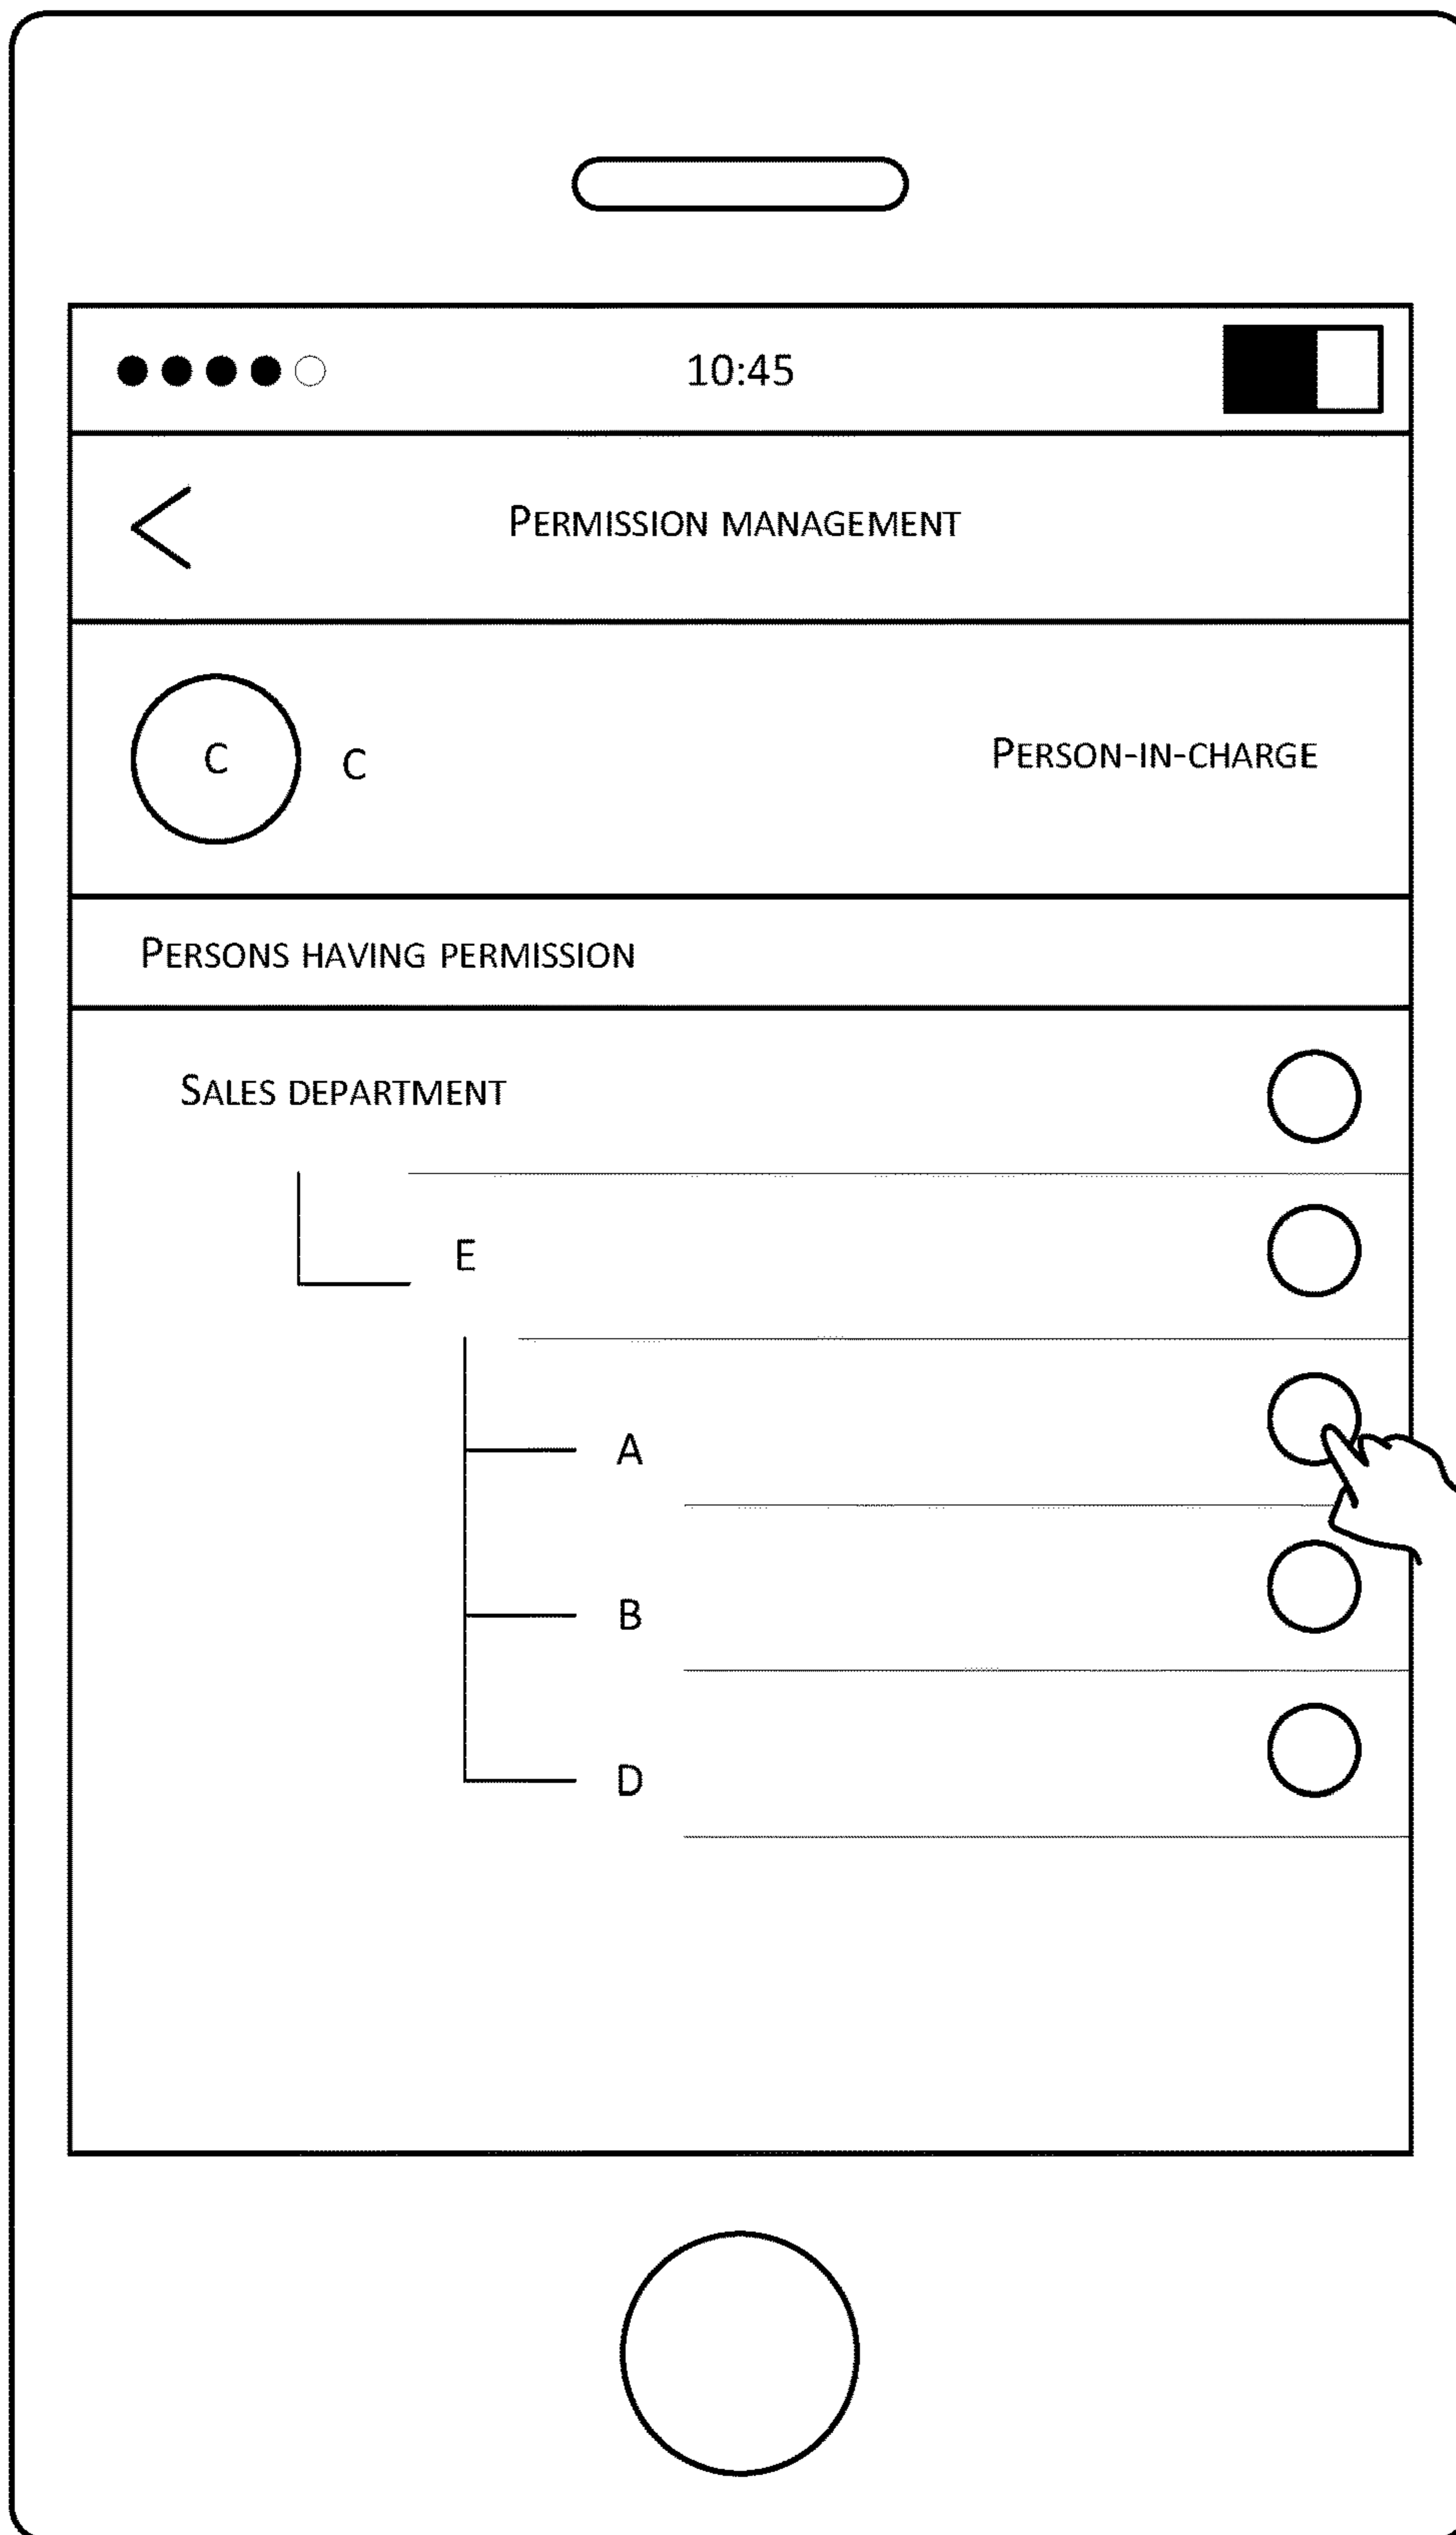 10:45
PERMISSION MANAGEMENT
C C PERSON-IN-CHARGE
PERSONS HAVING PERMISSION
SALES DEPARTMENT
E
A
B
D